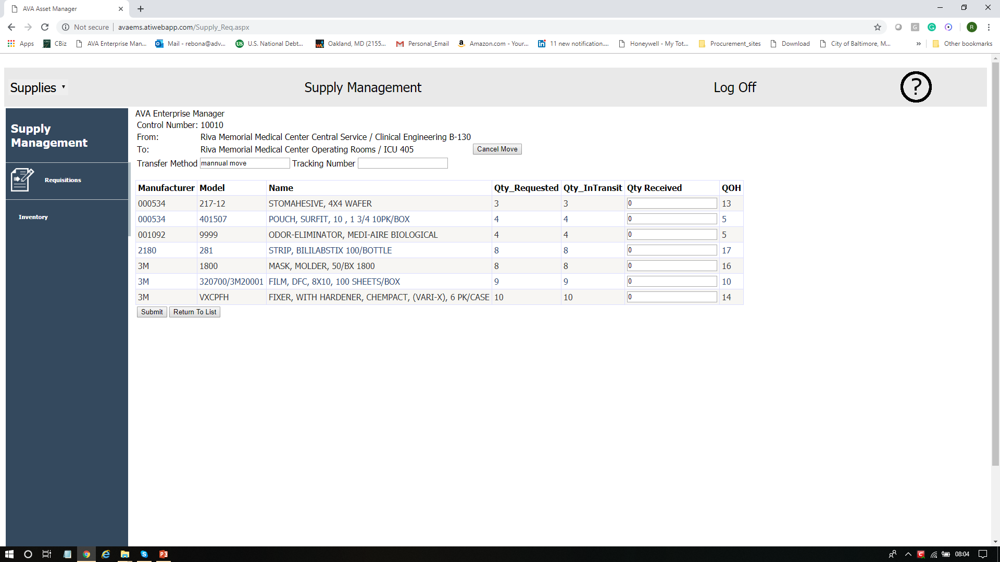 AVA Asset Manager
Not secure avaems.atiwebapp.com/Supply_Req.aspx R
Apps CBiz AVA Enterprise Man... Mail - rebona@adv... U.S. National Debt... Oakland, MD (2155... Personal_Email Amazon.com - Your... 11 new notification.... Honeywell - My Tot... Procurement_sites Download City of Baltimore, M... » Other bookmarks
Supplies Supply Management Log Off ?
Supply
Management
Requisitions
Inventory
AVA Enterprise Manager
Control Number: 10010
From: Riva Memorial Medical Center Central Service / Clinical Engineering B-130
To: Riva Memorial Medical Center Operating Rooms / ICU 405 Cancel Move
Transfer Method mannual move Tracking Number
Manufacturer Model Name Qty_Requested Qty_InTransit Qty Received QOH
000534 217-12 STOMAHESIVE, 4X4 WAFER 3 3 0 13
000534 401507 POUCH, SURFIT, 10 , 1 3/4 10PK/BOX 4 4 0 5
001092 9999 ODOR-ELIMINATOR, MEDI-AIRE BIOLOGICAL 4 4 0 5
2180 281 STRIP, BILILABSTIX 100/BOTTLE 8 8 0 17
3M 1800 MASK, MOLDER, 50/BX 1800 8 8 0 16
3M 320700/3M20001 FILM, DFC, 8X10, 100 SHEETS/BOX 9 9 0 10
3M VXCPFH FIXER, WITH HARDENER, CHEMPACT, (VARI-X), 6 PK/CASE 10 10 0 14
Submit Return To List
08:04